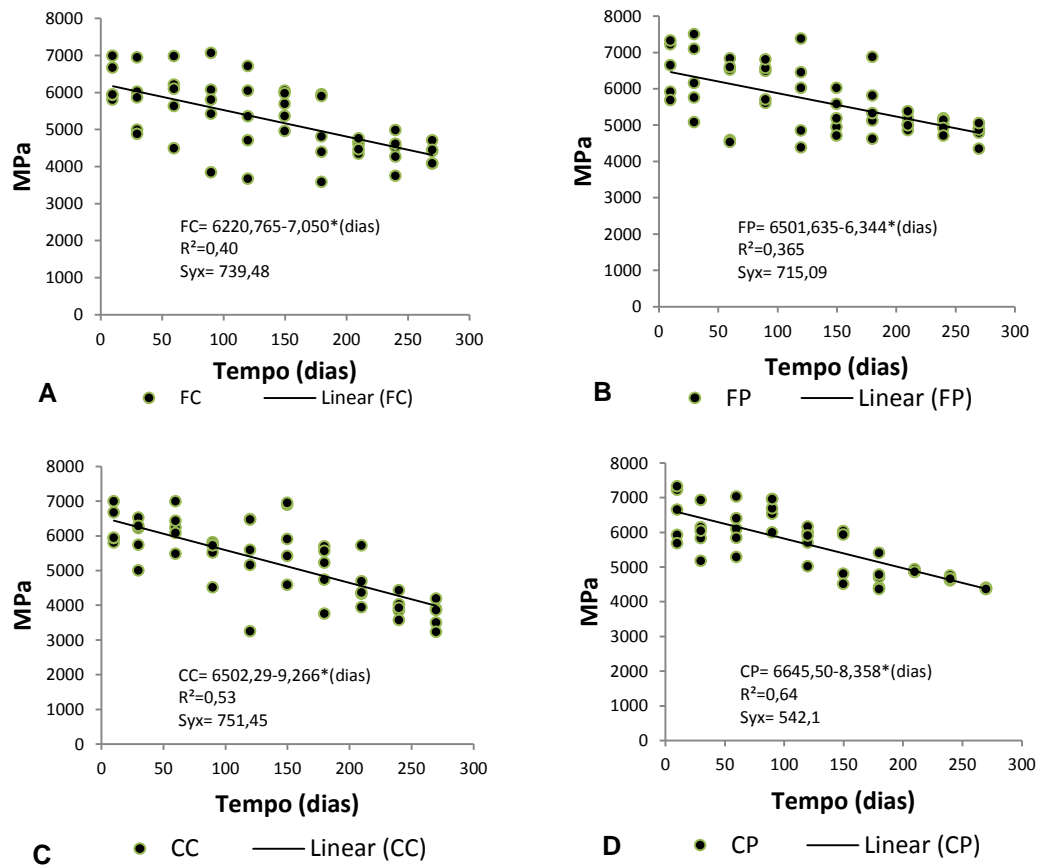 8000
7000
6000
5000
4000
3000
2000
1000
0
MPa
FC= 6220,765-7,050*(dias)
R²=0,40
Syx= 739,48
0 50 100 150 200 250 300
Tempo (dias)
A
FC Linear (FC)
8000
7000
6000
5000
4000
3000
2000
1000
0
MPa
FP= 6501,635-6,344*(dias)
R²=0,365
Syx= 715,09
0 50 100 150 200 250 300
Tempo (dias)
B
FP Linear (FP)
8000
7000
6000
5000
4000
3000
2000
1000
0
MPa
CC= 6502,29-9,266*(dias)
R²=0,53
Syx= 751,45
0 50 100 150 200 250 300
Tempo (dias)
C
CC Linear (CC)
8000
7000
6000
5000
4000
3000
2000
1000
0
MPa
CP= 6645,50-8,358*(dias)
R²=0,64
Syx= 542,1
0 50 100 150 200 250 300
Tempo (dias)
D
CP Linear (CP)